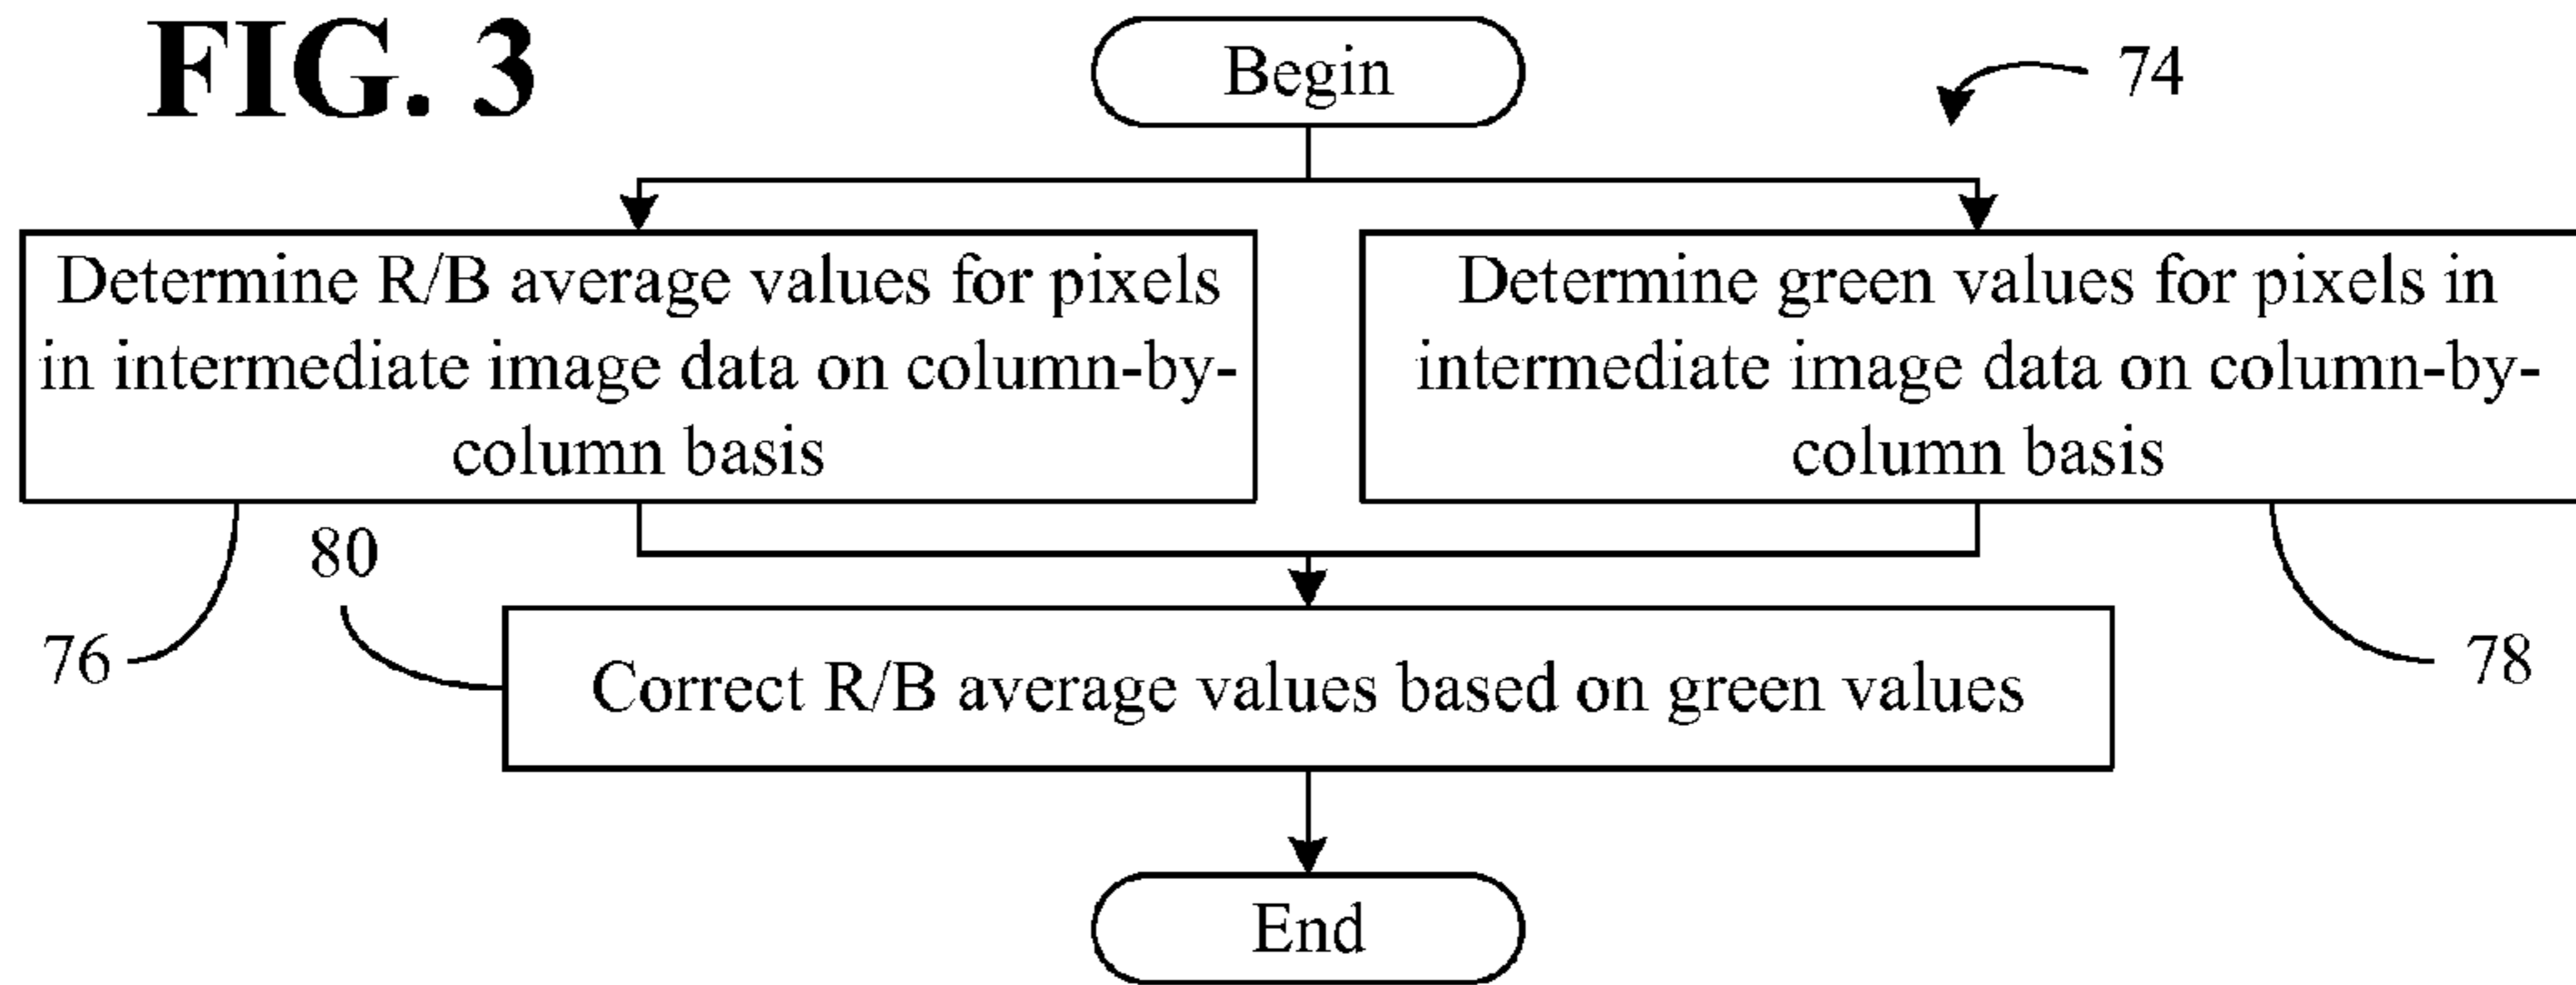 FIG. 3
Begin
74
Determine R/B average values for pixels
in intermediate image data on column-by-
column basis
Determine green values for pixels in
intermediate image data on column-by-
column basis
80
76
78
Correct R/B average values based on green values
End